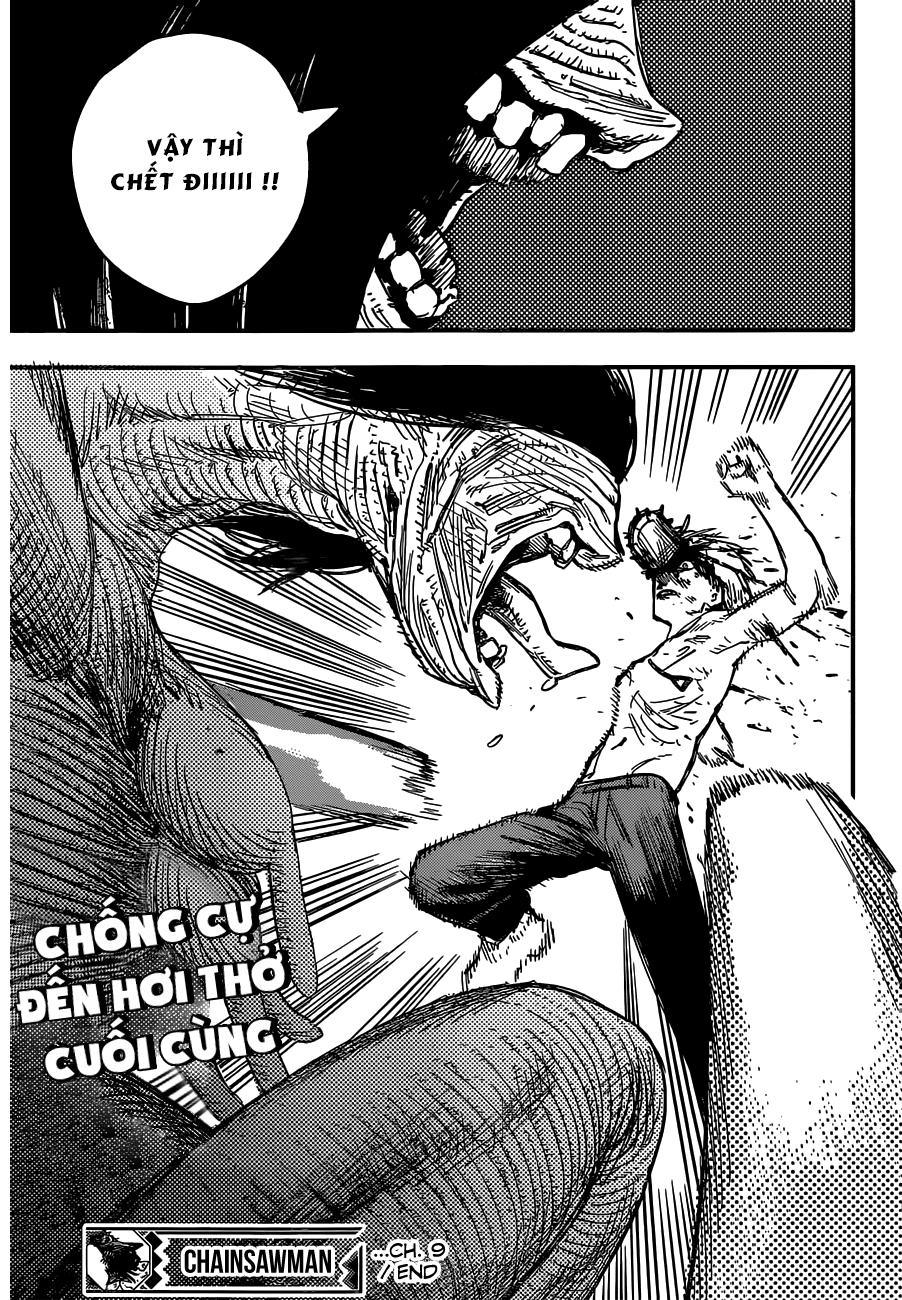 VẬY THÌ
CHẾT ĐIIIIII !!
CHỐNG CỰ
ĐẾN HƠI THỞ
CUỐI CÙNG
CHAINSAWMAN
...CH. 9
/ END